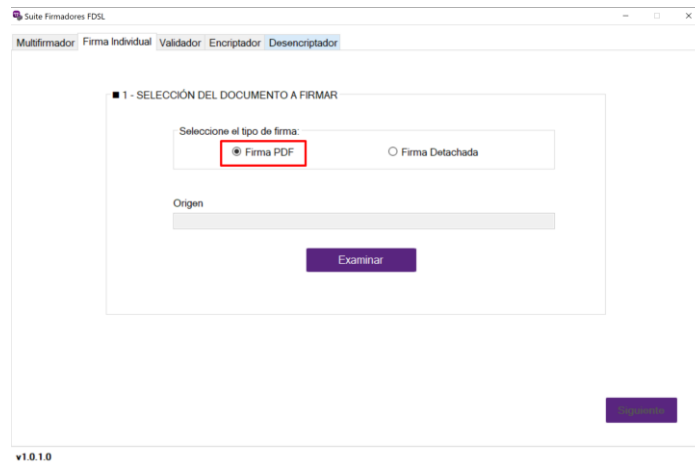 Suite Firmadores FDSL
Multifirmador Firma Individual Validador Encriptador Desencriptador
1 - SELECCIÓN DEL DOCUMENTO A FIRMAR
Seleccione el tipo de firma:
Firma PDF Firma Detachada
Origen
Examinar
Siguiente
v1.0.1.0